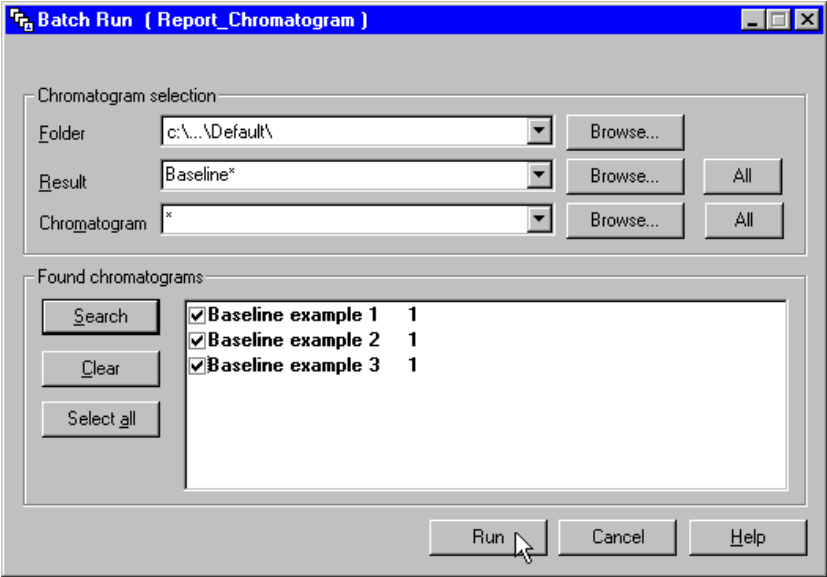 Batch Run ( Report_Chromatogram )
Chromatogram selection
Folder c:\...\Default\ Browse...
Result Baseline* Browse... All
Chromatogram * Browse... All
Found chromatograms
Search Baseline example 1 1
Baseline example 2 1
Clear Baseline example 3 1
Select all
Run Cancel Help